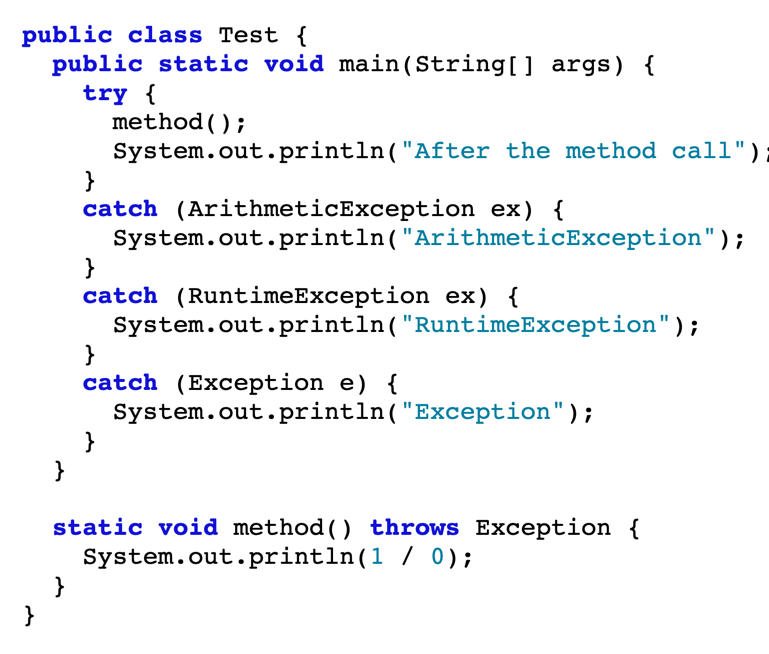 public class Test {
  public static void main(String[] args) {
    try {
      method();
      System.out.println("After the method call");
    }
    catch (ArithmeticException ex) {
      System.out.println("ArithmeticException");
    }
    catch (RuntimeException ex) {
      System.out.println("RuntimeException");
    }
    catch (Exception e) {
      System.out.println("Exception");
    }
  }

  static void method() throws Exception {
    System.out.println(1 / 0);
  }
}